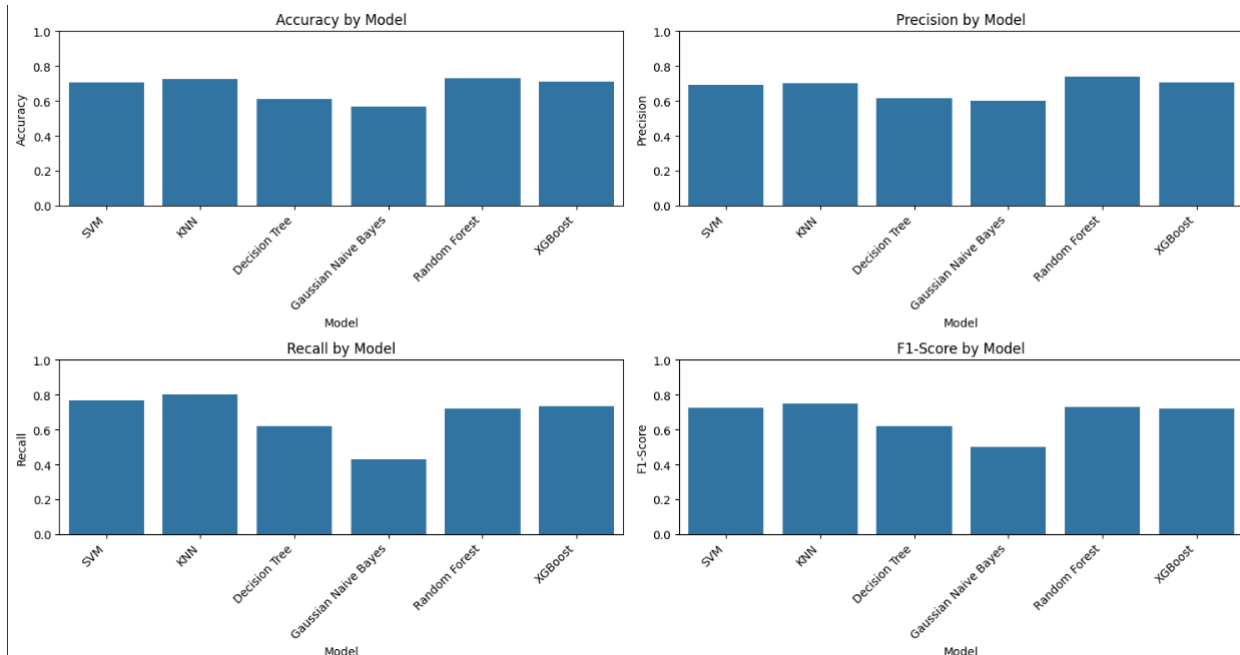 Accuracy by Model
1.0
0.8
0.6
0.4
0.2
0.0
Accuracy
SVM
KNN
Decision Tree
Gaussian Naive Bayes
Random Forest
XGBoost
Model
Precision by Model
1.0
0.8
0.6
0.4
0.2
0.0
Precision
SVM
KNN
Decision Tree
Gaussian Naive Bayes
Random Forest
XGBoost
Model
Recall by Model
1.0
0.8
0.6
0.4
0.2
0.0
Recall
SVM
KNN
Decision Tree
Gaussian Naive Bayes
Random Forest
XGBoost
Model
F1-Score by Model
1.0
0.8
0.6
0.4
0.2
0.0
F1-Score
SVM
KNN
Decision Tree
Gaussian Naive Bayes
Random Forest
XGBoost
Model